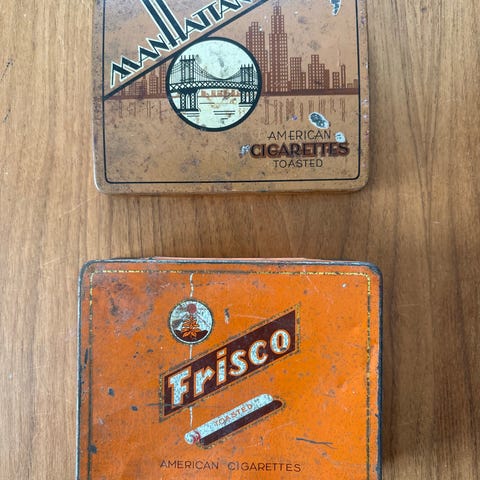 MANHATTAN
AMERICAN
CIGARETTES
TOASTED
Frisco
"TOASTED"
AMERICAN CIGARETTES